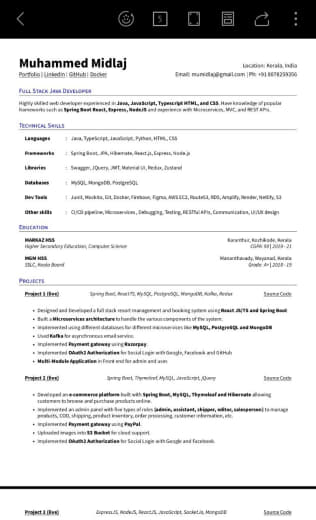 5
Muhammed Midlaj
Location: Kerala, India
Portfolio | LinkedIn | GitHub | Docker
Email: mumidlaj@gmail.com | Ph: +91 8078259356
Full Stack Java Developer
Highly skilled web developer experienced in Java, JavaScript, Typescript HTML, and CSS. Have knowledge of popular
frameworks such as Spring Boot React, Express, NodeJS and experience with Microservices, MVC, and REST APIs.
Technical Skills
Languages : Java, TypeScript, JavaScript, Python, HTML, CSS
Frameworks : Spring Boot, JPA, Hibernate, React.js, Express, Node.js
Libraries : Swagger, JQuery, JWT, Material UI, Redux, Zustand
Databases : MySQL, MongoDB, PostgreSQL
Dev Tools : Junit, Mockito, Git, Docker, Firebase, Figma, AWS EC2, Route53, RDS, Amplify, Render, Netlify, S3
Other skills : CI/CD pipeline, Microservices, Debugging, Testing, RESTful APIs, Communication, UI/UX design
Education
MARKAZ HSS Karanthur, Kozhikode, Kerala
Higher Secondary Education, Computer Science CGPA: 90 | 2019 - 21
MGM HSS Mananthavady, Wayanad, Kerala
SSLC, Kerala Board Grade: A+ | 2018 - 19
Projects
Project 1 (live) Spring Boot, ReactTS, MySQL, PostgreSQL, MongoDB, Kafka, Redux Source Code
• Designed and Developed a full stack resort management and booking system using React JS/TS and Spring Boot
• Built a Microservices architecture to handle the various components of the system.
• Implemented using different databases for different microservices like MySQL, PostgreSQL and MongoDB
• Used Kafka for asynchronous email service.
• Implemented Payment gateway using Razorpay
• Implemented OAuth2 Authorization for Social Login with Google, Facebook and GitHub
• Multi-Module Application in Front end for admin and user.
Project 2 (live) Spring Boot, Thymeleaf, MySQL, JavaScript, JQuery Source Code
• Developed an e-commerce platform built with Spring Boot, MySQL, Thymeleaf and Hibernate allowing
customers to browse and purchase products online.
• Implemented an admin panel with five types of roles (admin, assistant, shipper, editor, salesperson) to manage
products, COD, shipping, product inventory, order processing, customer information, etc.
• Implemented Payment gateway using PayPal.
• Uploaded images into S3 Bucket for cloud support
• Implemented OAuth2 Authorization for Social Login with Google and Facebook.
Project 3 (live) ExpressJS, NodeJS, ReactJS, JavaScript, Socket.io, MongoDB Source Code